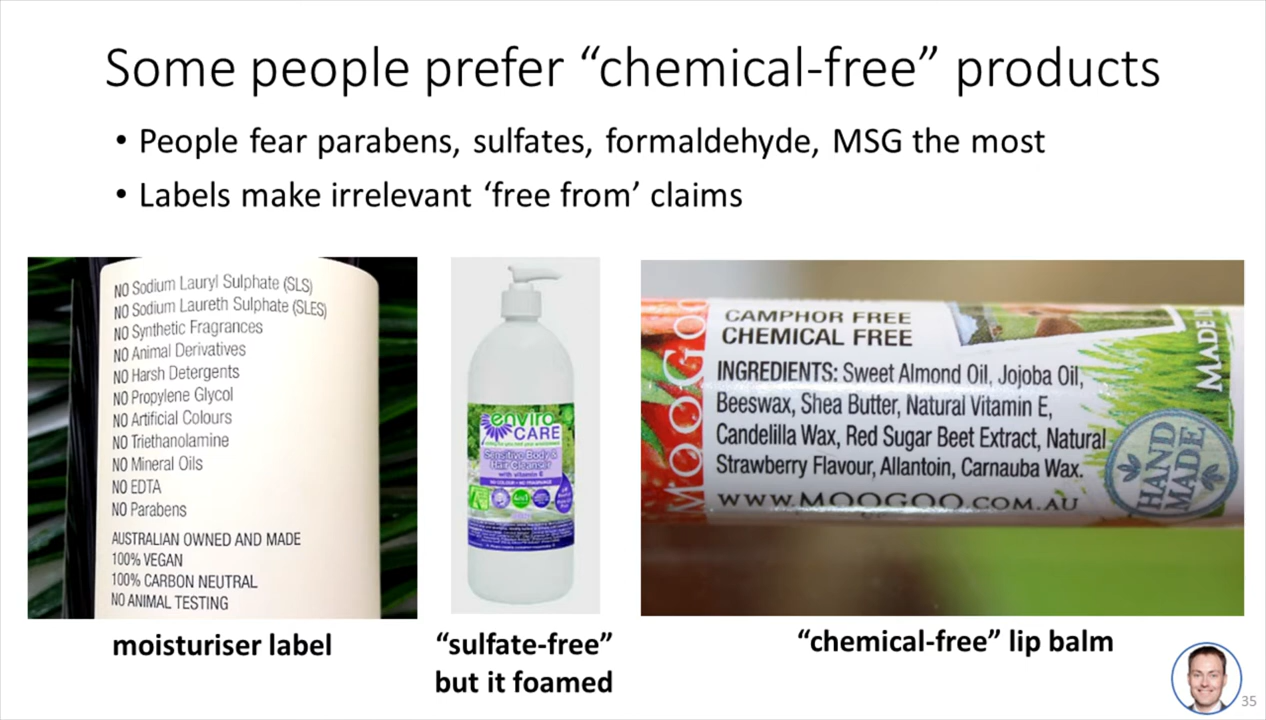 Some people prefer “chemical-free” products
• People fear parabens, sulfates, formaldehyde, MSG the most
• Labels make irrelevant ‘free from’ claims
NO Sodium Lauryl Sulphate (SLS)
NO Sodium Laureth Sulphate (SLES)
NO Synthetic Fragrances
NO Animal Derivatives
NO Harsh Detergents
NO Propylene Glycol
NO Artificial Colours
NO Triethanolamine
NO Mineral Oils
NO EDTA
NO Parabens
AUSTRALIAN OWNED AND MADE
100% VEGAN
100% CARBON NEUTRAL
NO ANIMAL TESTING
moisturiser label
enviro
CARE
Sensitive Body &
Hair Cleanser
with vitamin E
NO COLOUR • NO FRAGRANCE
“sulfate-free”
but it foamed
MOOGOO
CAMPHOR FREE
CHEMICAL FREE
INGREDIENTS: Sweet Almond Oil, Jojoba Oil,
Beeswax, Shea Butter, Natural Vitamin E,
Candelilla Wax, Red Sugar Beet Extract, Natural
Strawberry Flavour, Allantoin, Carnauba Wax.
WWW.MOOGOO.COM.AU
MADE IN
HAND
MADE
“chemical-free” lip balm
35